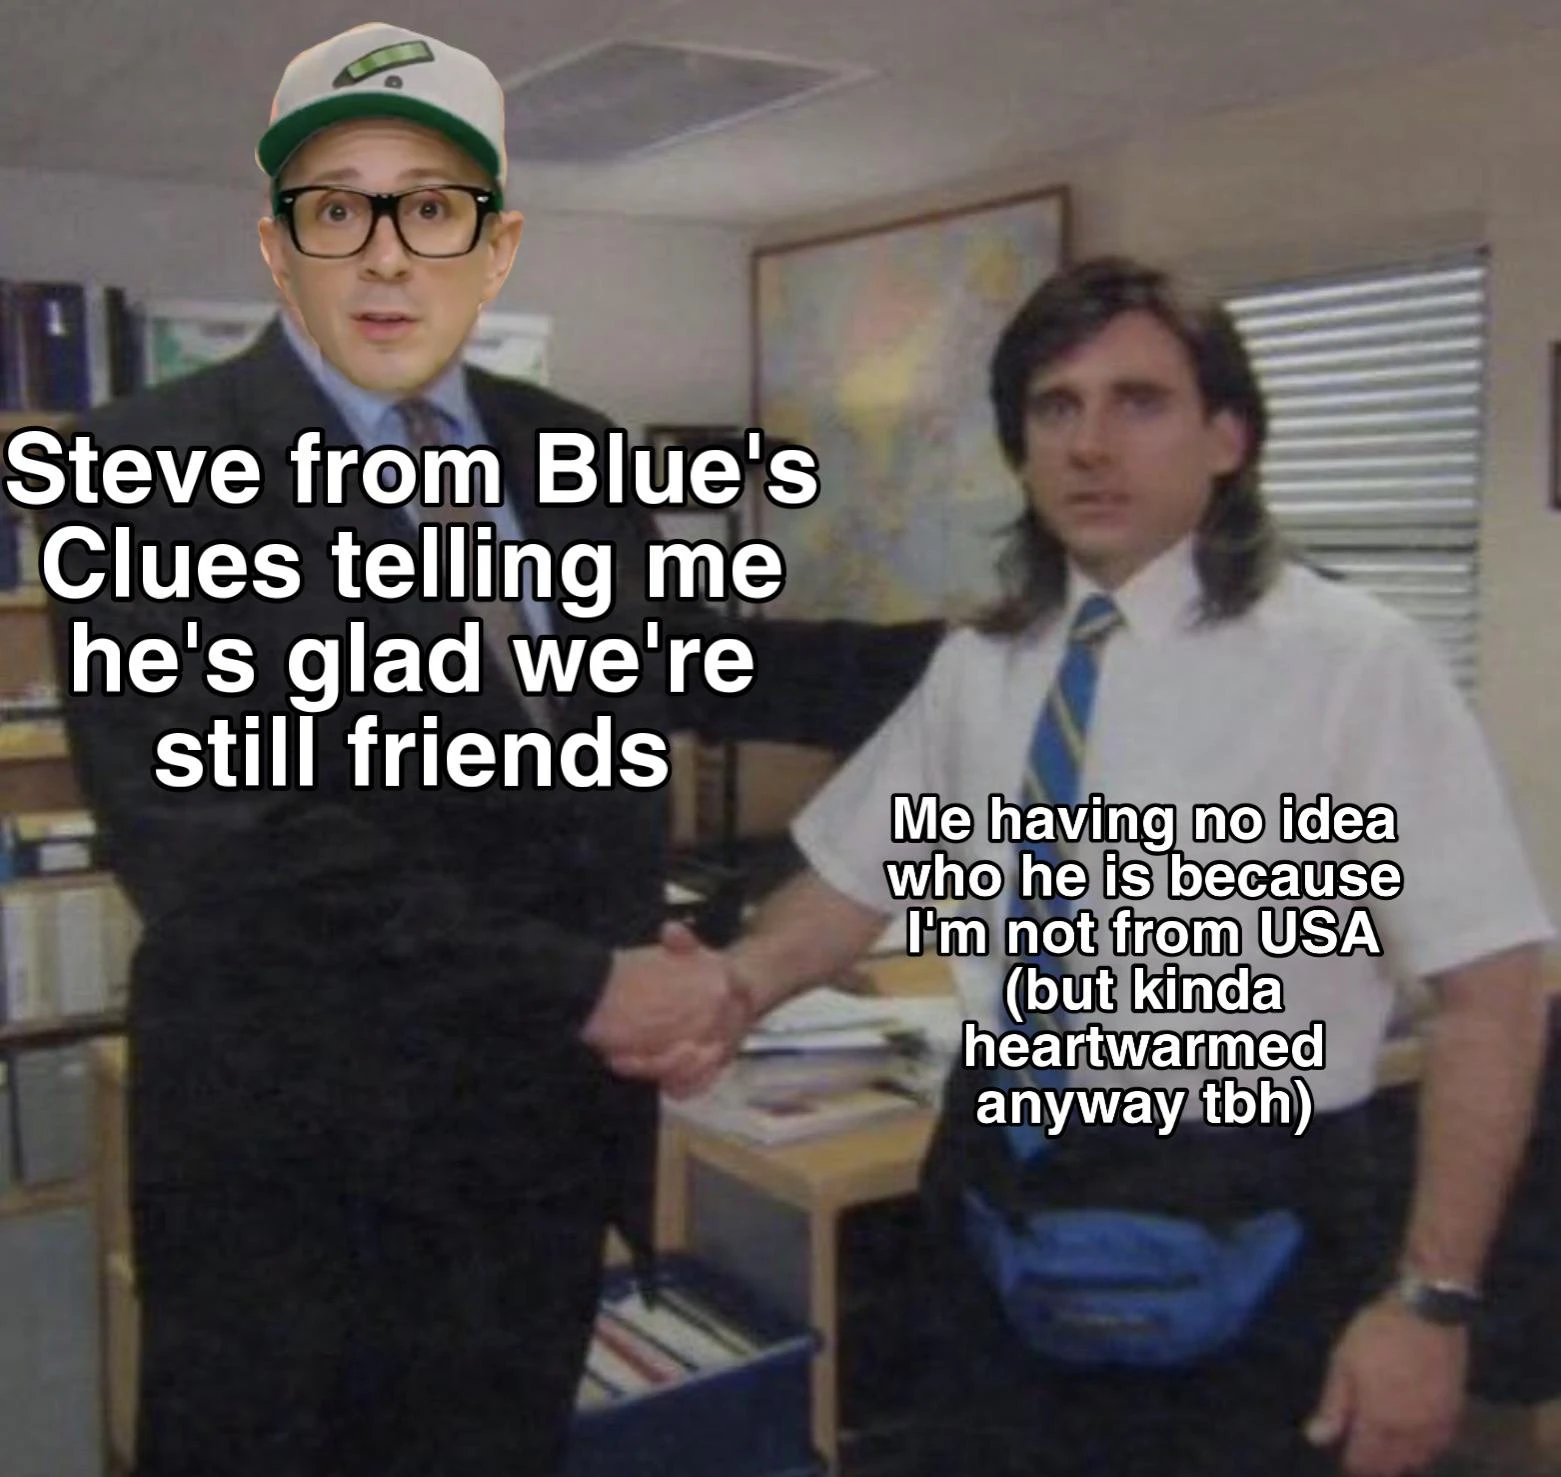 Steve from Blue's
Clues telling me
he's glad we're
still friends
Me having no idea
who he is because
I'm not from USA
(but kinda
heartwarmed
anyway tbh)